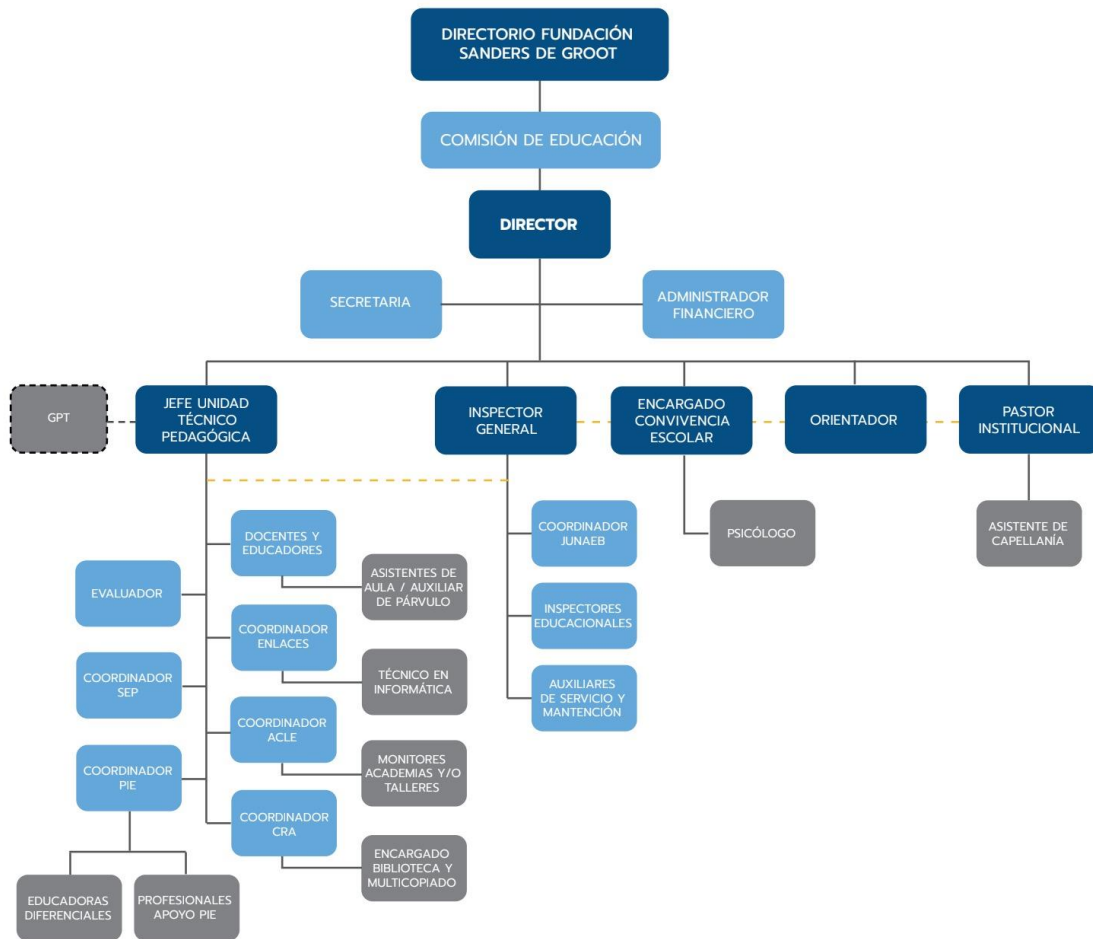 DIRECTORIO FUNDACIÓN
SANDERS DE GROOT
COMISIÓN DE EDUCACIÓN
DIRECTOR
SECRETARIA
ADMINISTRADOR
FINANCIERO
GPT
JEFE UNIDAD
TÉCNICO
PEDAGÓGICA
INSPECTOR
GENERAL
ENCARGADO
CONVIVENCIA
ESCOLAR
ORIENTADOR
PASTOR
INSTITUCIONAL
DOCENTES Y
EDUCADORES
ASISTENTES DE
AULA / AUXILIAR
DE PÁRVULO
EVALUADOR
COORDINADOR
ENLACES
TÉCNICO EN
INFORMÁTICA
COORDINADOR
SEP
COORDINADOR
ACLE
MONITORES
ACADEMIAS Y/O
TALLERES
COORDINADOR
PIE
COORDINADOR
CRA
ENCARGADO
BIBLIOTECA Y
MULTICOPIADO
EDUCADORAS
DIFERENCIALES
PROFESIONALES
APOYO PIE
COORDINADOR
JUNAEB
INSPECTORES
EDUCACIONALES
AUXILIARES
DE SERVICIO Y
MANTENCIÓN
PSICÓLOGO
ASISTENTE DE
CAPELLANÍA